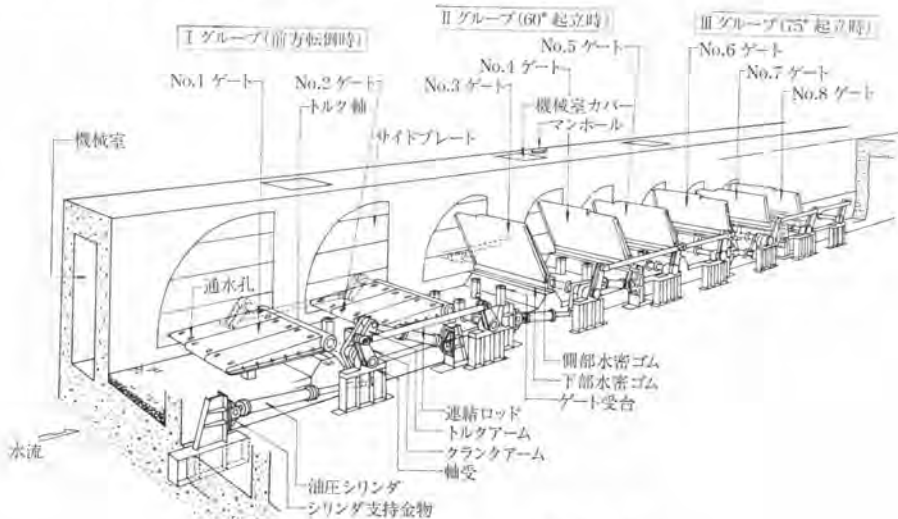 Ⅰグループ(前方転倒時)
Ⅱグループ(60°起立時)
Ⅲグループ(75°起立時)
No.1 ゲート
No.2 ゲート
トルク軸
サイドプレート
No.3 ゲート
No.4 ゲート
No.5 ゲート
機械室カバー
マンホール
No.6 ゲート
No.7 ゲート
No.8 ゲート
機械室
通水孔
側部水密ゴム
下部水密ゴム
ゲート受台
連結ロッド
トルクアーム
クランクアーム
軸受
油圧シリンダ
シリンダ支持金物
水流